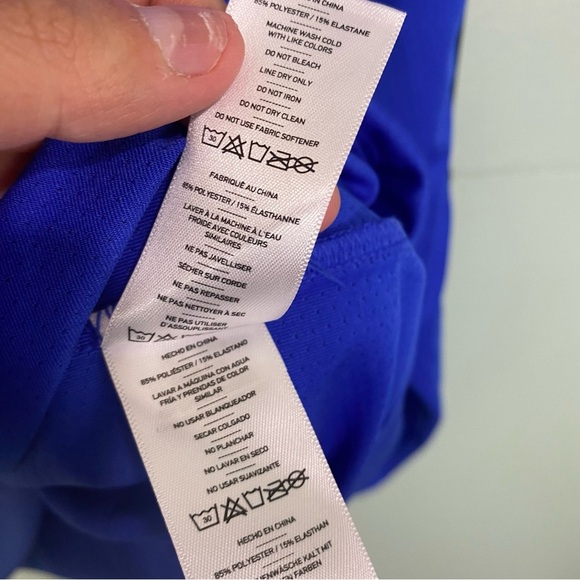 85% POLYESTER / 15% ELASTANE
MACHINE WASH COLD
WITH LIKE COLORS
DO NOT BLEACH
LINE DRY ONLY
DO NOT IRON
DO NOT DRY CLEAN
DO NOT USE FABRIC SOFTENER
30
FABRIQUÉ AU CHINA
85% POLYESTER / 15% ÉLASTHANNE
LAVER À LA MACHINE À L'EAU
FROIDE AVEC COULEURS
SIMILAIRES
NE PAS JAVELLISER
SÉCHER SUR CORDE
NE PAS REPASSER
NE PAS NETTOYER À SEC
NE PAS UTILISER
D'ASSOUPLISSANT
30
HECHO EN CHINA
85% POLIÉSTER / 15% ELASTANO
LAVAR A MÁQUINA CON AGUA
FRÍA Y PRENDAS DE COLOR
SIMILAR
NO USAR BLANQUEADOR
SECAR COLGADO
NO PLANCHAR
NO LAVAR EN SECO
NO USAR SUAVIZANTE
30
HECHO EN CHINA
85% POLYESTER / 15% ELASTHAN
KALT MIT
FARBEN